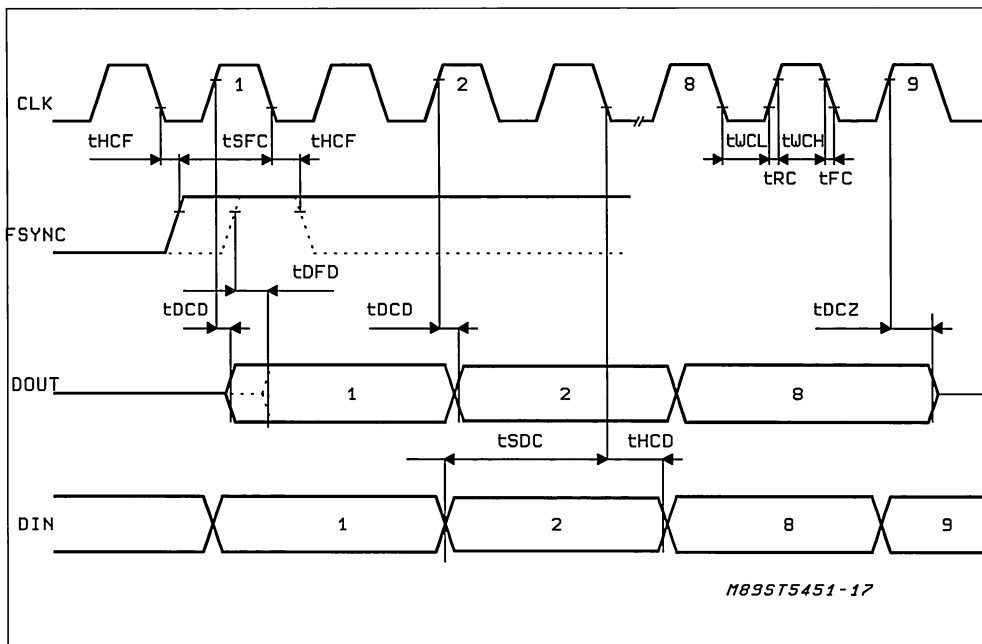 CLK
1
2
8
9
tHCF
tSFC
tHCF
tWCL
tWCH
tRC
tFC
FSYNC
tDFD
tDCD
tDCD
tDCZ
DOUT
1
2
8
tSDC
tHCD
DIN
1
2
8
9
M89ST5451-17